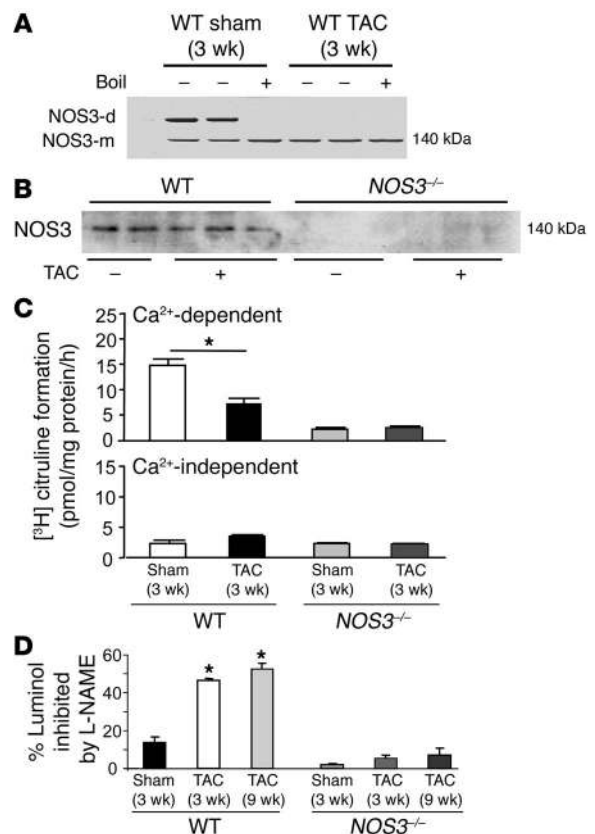 A
WT sham WT TAC
(3 wk) (3 wk)
Boil – – + – – +
NOS3-d
NOS3-m 140 kDa
B
WT NOS3–/–
NOS3 140 kDa
TAC – + – +
C
Ca2+-dependent
25
20
15
10
5
0
*
[3H] citruline formation
(pmol/mg protein/h)
Ca2+-independent
15
10
5
0
Sham TAC Sham TAC
(3 wk) (3 wk) (3 wk) (3 wk)
WT NOS3–/–
D
% Luminol
inhibited
by L-NAME
60
40
20
0
* *
Sham TAC TAC Sham TAC TAC
(3 wk) (3 wk) (9 wk) (3 wk) (3 wk) (9 wk)
WT NOS3–/–